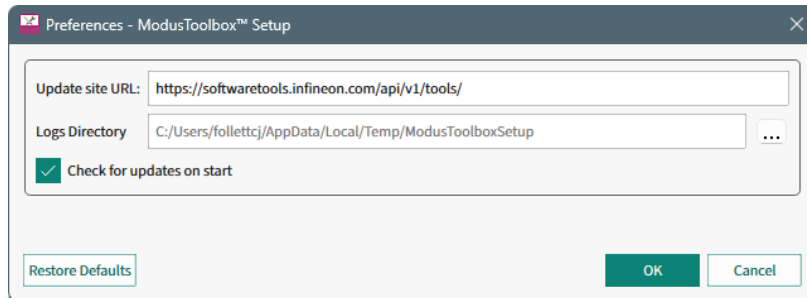 Preferences - ModusToolbox™ Setup
Update site URL: https://softwaretools.infineon.com/api/v1/tools/
Logs Directory C:/Users/follettcj/AppData/Local/Temp/ModusToolboxSetup ...
Check for updates on start
Restore Defaults OK Cancel